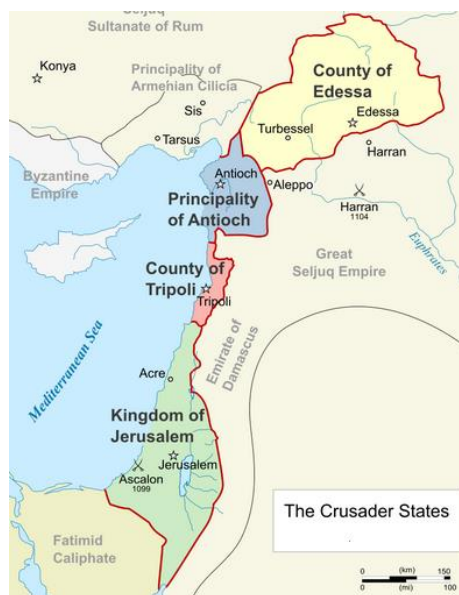 Seljuq
Sultanate of Rum
Konya
Principality of
Armenian Cilicia
Sis
Tarsus
County of
Edessa
Edessa
Turbessel
Harran
Byzantine
Empire
Antioch
Aleppo
Harran
1104
Principality
of Antioch
Euphrates
Great
Seljuq Empire
County of
Tripoli
Tripoli
Emirate of
Damascus
Mediterranean Sea
Acre
Kingdom of
Jerusalem
Jerusalem
Ascalon
1099
The Crusader States
Fatimid
Caliphate
0 (km) 150
0 (mi) 100